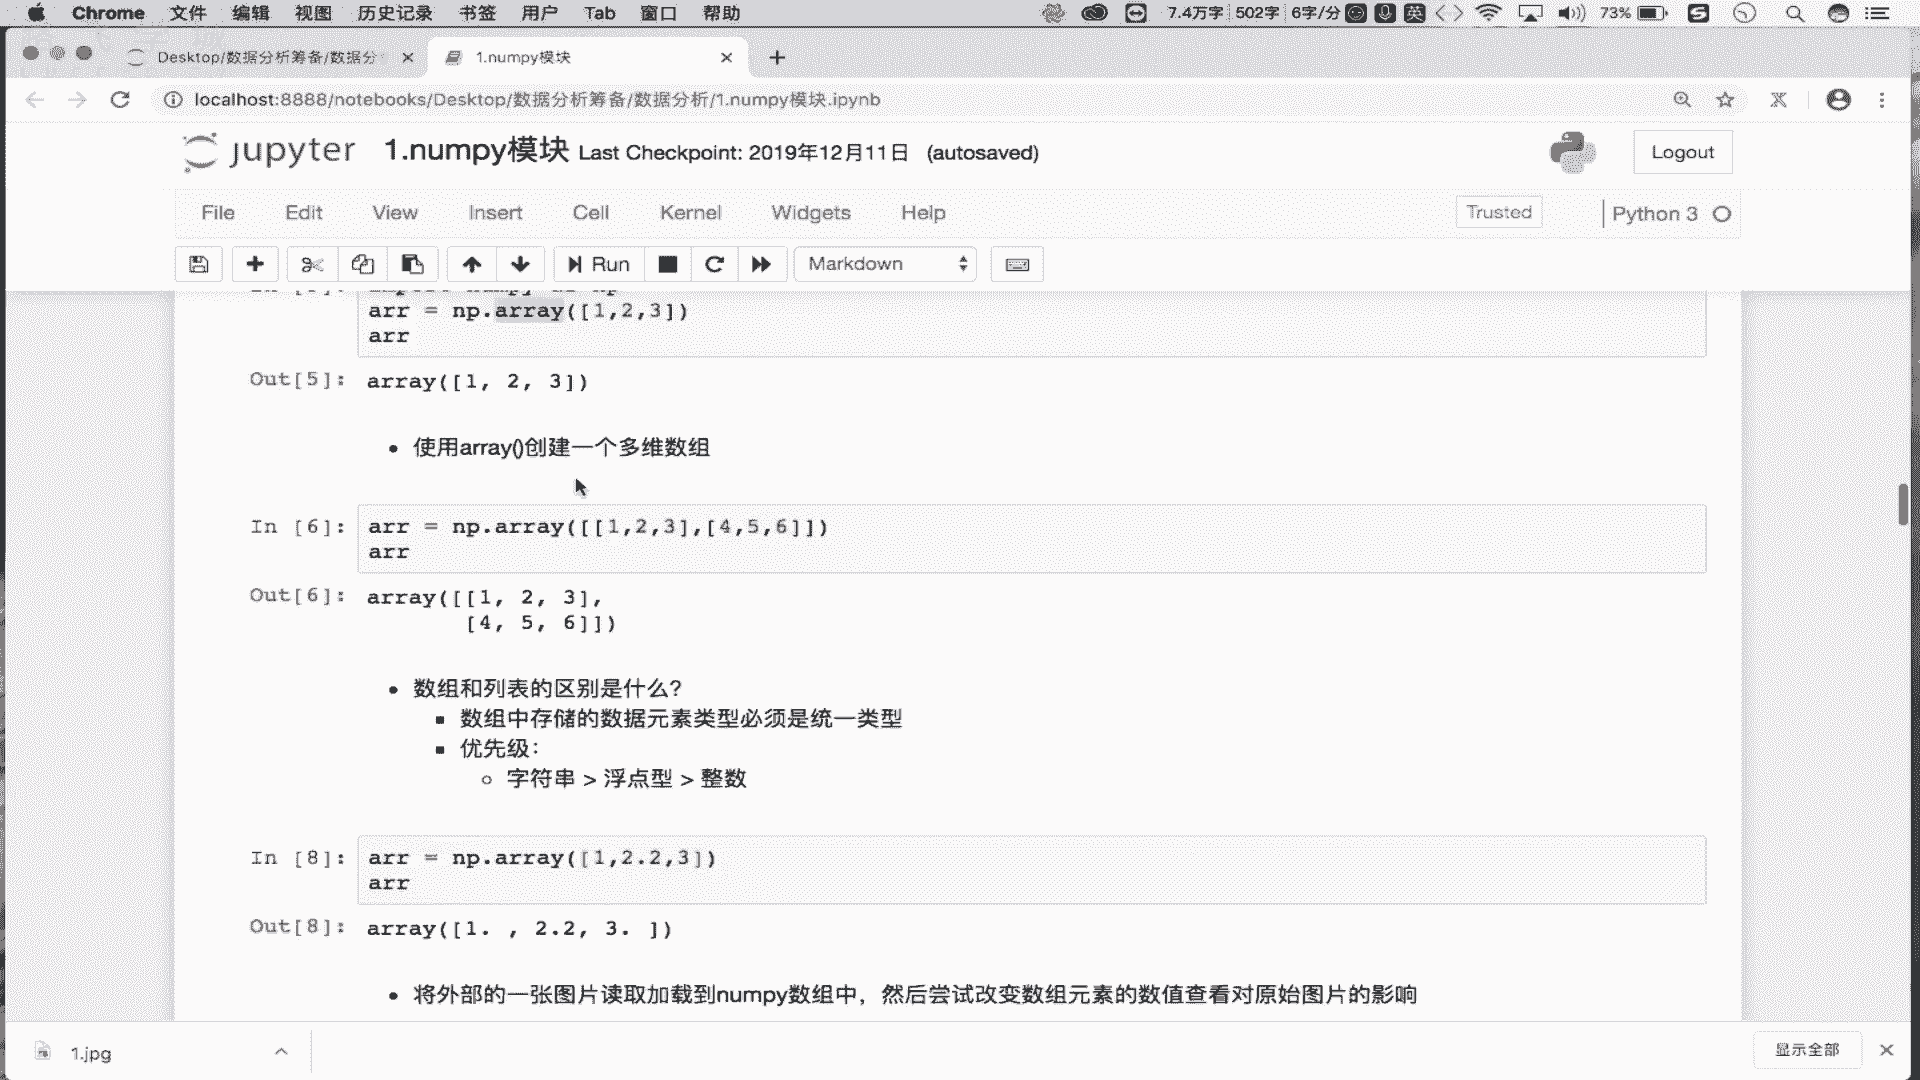 Chrome 文件 编辑 视图 历史记录 书签 用户 Tab 窗口 帮助 7.4万字 502字 6字/分 英 73%
Desktop/数据分析筹备/数据分 1.numpy模块
localhost:8888/notebooks/Desktop/数据分析筹备/数据分析/1.numpy模块.ipynb
jupyter 1.numpy模块 Last Checkpoint: 2019年12月11日 (autosaved) Logout
File Edit View Insert Cell Kernel Widgets Help Trusted Python 3
Run Markdown
arr = np.array([1,2,3])
arr
Out[5]: array([1, 2, 3])
使用array()创建一个多维数组
In [6]: arr = np.array([[1,2,3],[4,5,6]])
arr
Out[6]: array([[1, 2, 3],
[4, 5, 6]])
数组和列表的区别是什么?
数组中存储的数据元素类型必须是统一类型
优先级：
字符串 > 浮点型 > 整数
In [8]: arr = np.array([1,2.2,3])
arr
Out[8]: array([1. , 2.2, 3. ])
将外部的一张图片读取加载到numpy数组中，然后尝试改变数组元素的数值查看对原始图片的影响
1.jpg 显示全部